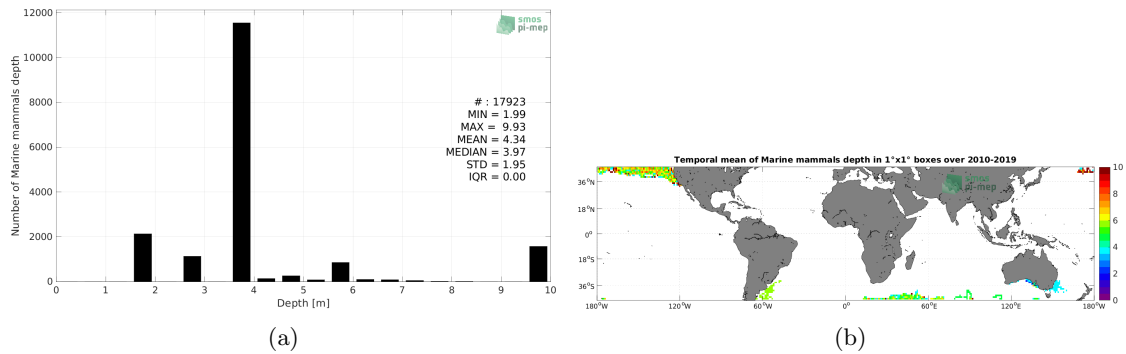 12000
10000
8000
6000
4000
2000
0
Number of Marine mammals depth
0 1 2 3 4 5 6 7 8 9 10
Depth [m]
smos
pi-mep
# : 17923
MIN = 1.99
MAX = 9.93
MEAN = 4.34
MEDIAN = 3.97
STD = 1.95
IQR = 0.00
(a)
Temporal mean of Marine mammals depth in 1°x1° boxes over 2010-2019
smos
pi-mep
36°N
18°N
0°
18°S
36°S
180°W 120°W 60°W 0° 60°E 120°E 180°W
10
8
6
4
2
0
(b)